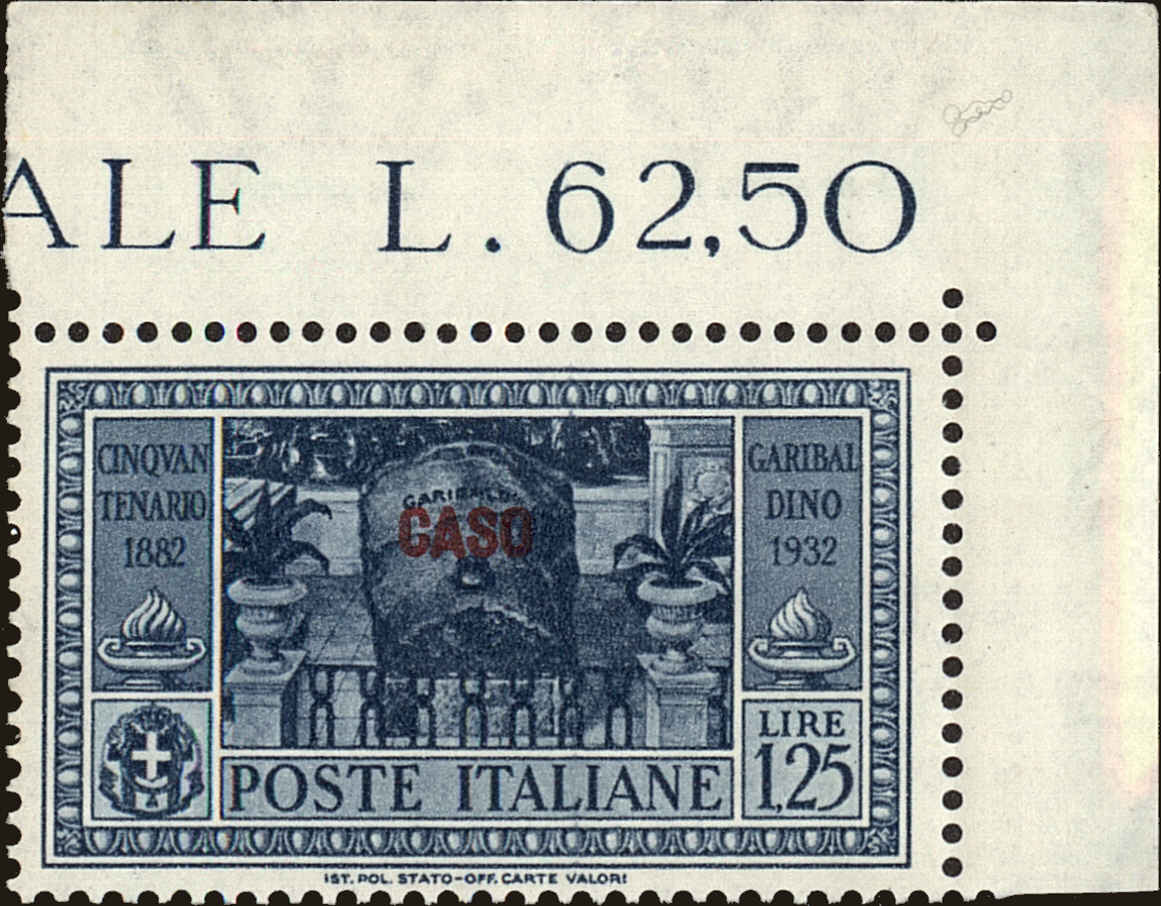 ALE L. 62,50
CINQVAN
TENARIO
1882
GARIBALDI
CASO
GARIBAL
DINO
1932
LIRE
1,25
POSTE ITALIANE
IST. POL. STATO-OFF. CARTE VALORI